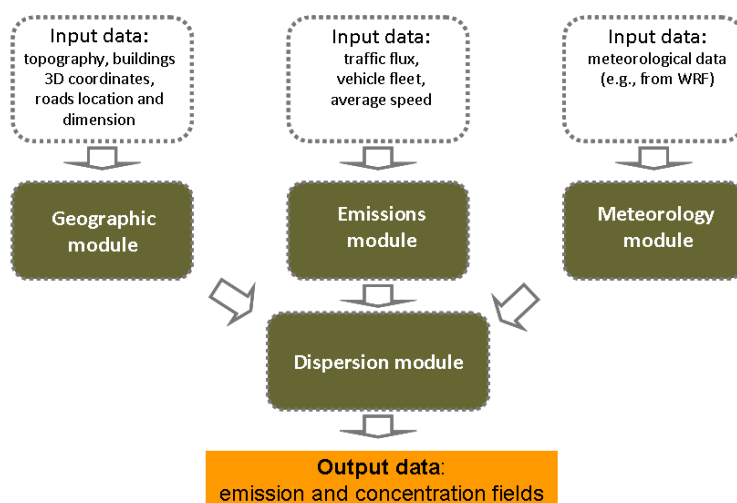 Input data:
topography, buildings
3D coordinates,
roads location and
dimension
Input data:
traffic flux,
vehicle fleet,
average speed
Input data:
meteorological data
(e.g., from WRF)
Geographic
module
Emissions
module
Meteorology
module
Dispersion module
Output data:
emission and concentration fields